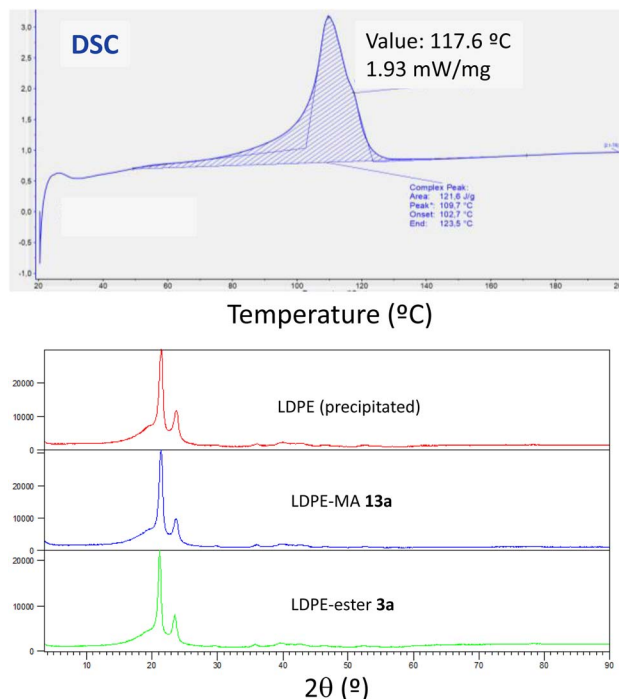 3,0
DSC
Value: 117.6 ºC
1.93 mW/mg
2,5
2,0
1,5
1,0
0,5
0,0
-0,5
-1,0
Complex Peak:
Area: 121,6 J/g
Peak*: 109,7 °C
Onset: 102,7 °C
End: 123,5 °C
20 40 60 80 100 120 140 160 180 200
Temperature (ºC)
20000
10000
0
LDPE (precipitated)
20000
10000
0
LDPE-MA 13a
20000
10000
0
LDPE-ester 3a
10 20 30 40 50 60 70 80 90
2θ (º)